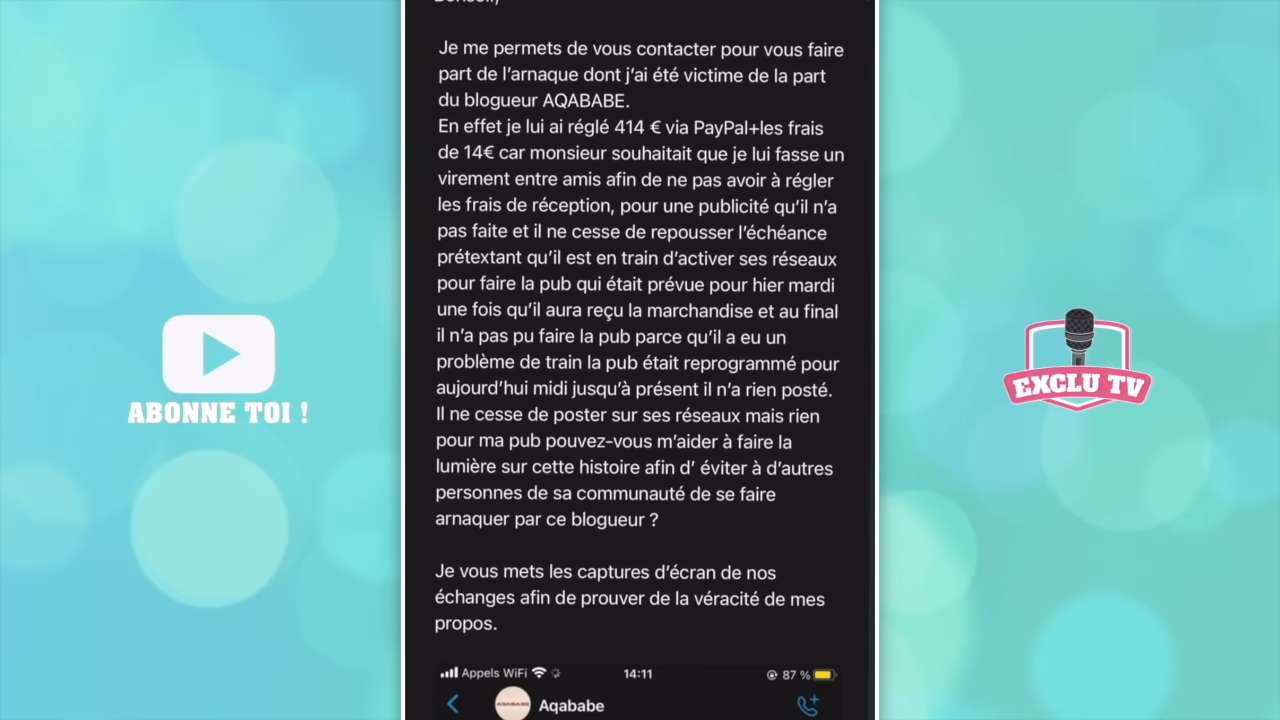 Bonsoir,
Je me permets de vous contacter pour vous faire
part de l'arnaque dont j'ai été victime de la part
du blogueur AQABABE.
En effet je lui ai réglé 414 € via PayPal+les frais
de 14€ car monsieur souhaitait que je lui fasse un
virement entre amis afin de ne pas avoir à régler
les frais de réception, pour une publicité qu'il n'a
pas faite et il ne cesse de repousser l'échéance
prétextant qu'il est en train d'activer ses réseaux
pour faire la pub qui était prévue pour hier mardi
une fois qu'il aura reçu la marchandise et au final
il n'a pas pu faire la pub parce qu'il a eu un
problème de train la pub était reprogrammé pour
aujourd'hui midi jusqu'à présent il n'a rien posté.
Il ne cesse de poster sur ses réseaux mais rien
pour ma pub pouvez-vous m'aider à faire la
lumière sur cette histoire afin d' éviter à d'autres
personnes de sa communauté de se faire
arnaquer par ce blogueur ?
Je vous mets les captures d'écran de nos
échanges afin de prouver de la véracité de mes
propos.
Appels WiFi 14:11 87 %
AQABABE Aqababe
ABONNE TOI !
EXCLU TV